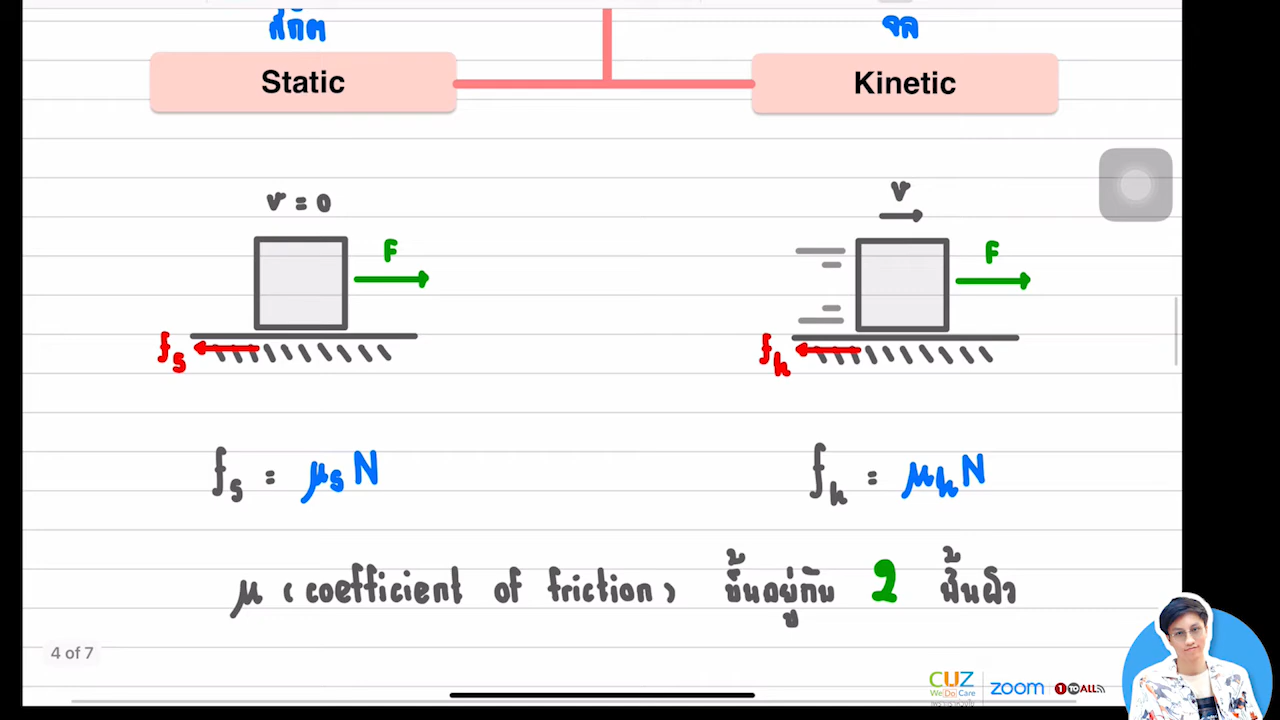 สถิต จลน์
Static Kinetic
v = 0 v
F F
fs fk
fs = μsN fk = μkN
μ (coefficient of friction) ขึ้นอยู่กับ 2 พื้นผิว
4 of 7
CUZ zoom 1TOALL
We Do Care